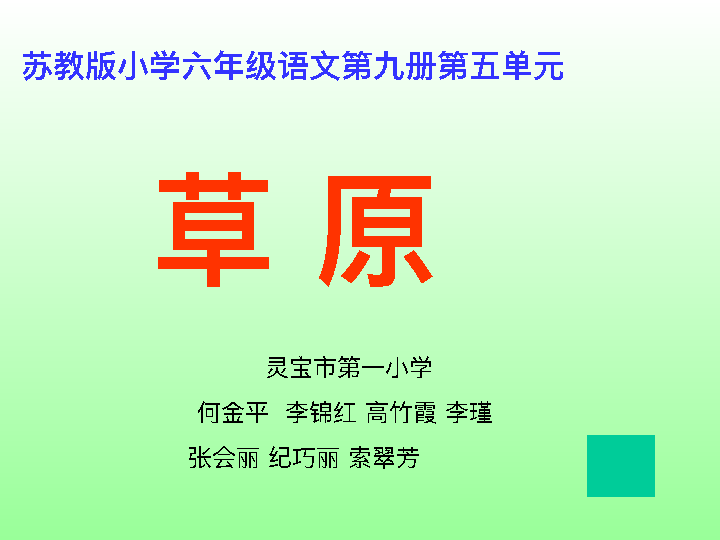 苏教版小学六年级语文第九册第五单元
草 原
灵宝市第一小学
何金平 李锦红 高竹霞 李瑾
张会丽 纪巧丽 索翠芳